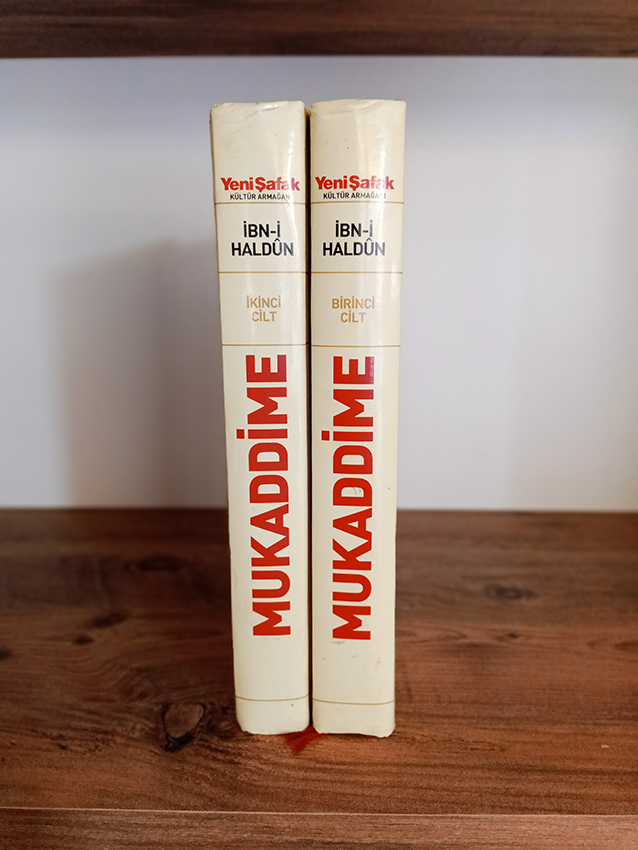 Yeni Şafak
KÜLTÜR ARMAĞANI
İBN-İ
HALDÛN
İKİNCİ
CİLT
MUKADDİME
Yeni Şafak
KÜLTÜR ARMAĞANI
İBN-İ
HALDÛN
BİRİNCİ
CİLT
MUKADDİME